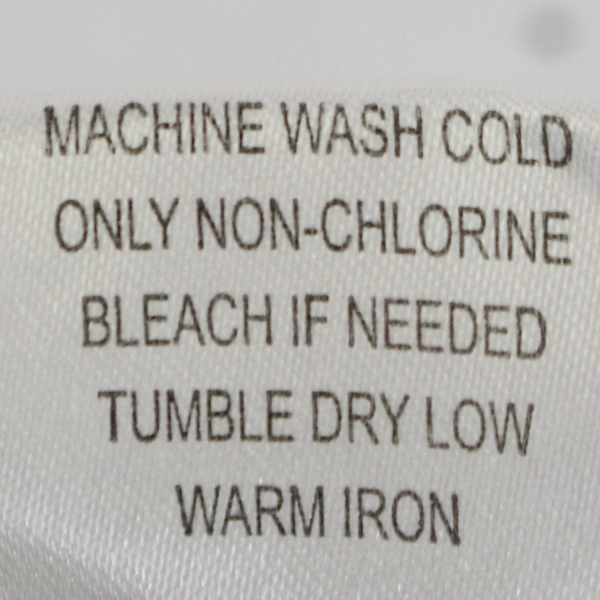 MACHINE WASH COLD
ONLY NON-CHLORINE
BLEACH IF NEEDED
TUMBLE DRY LOW
WARM IRON